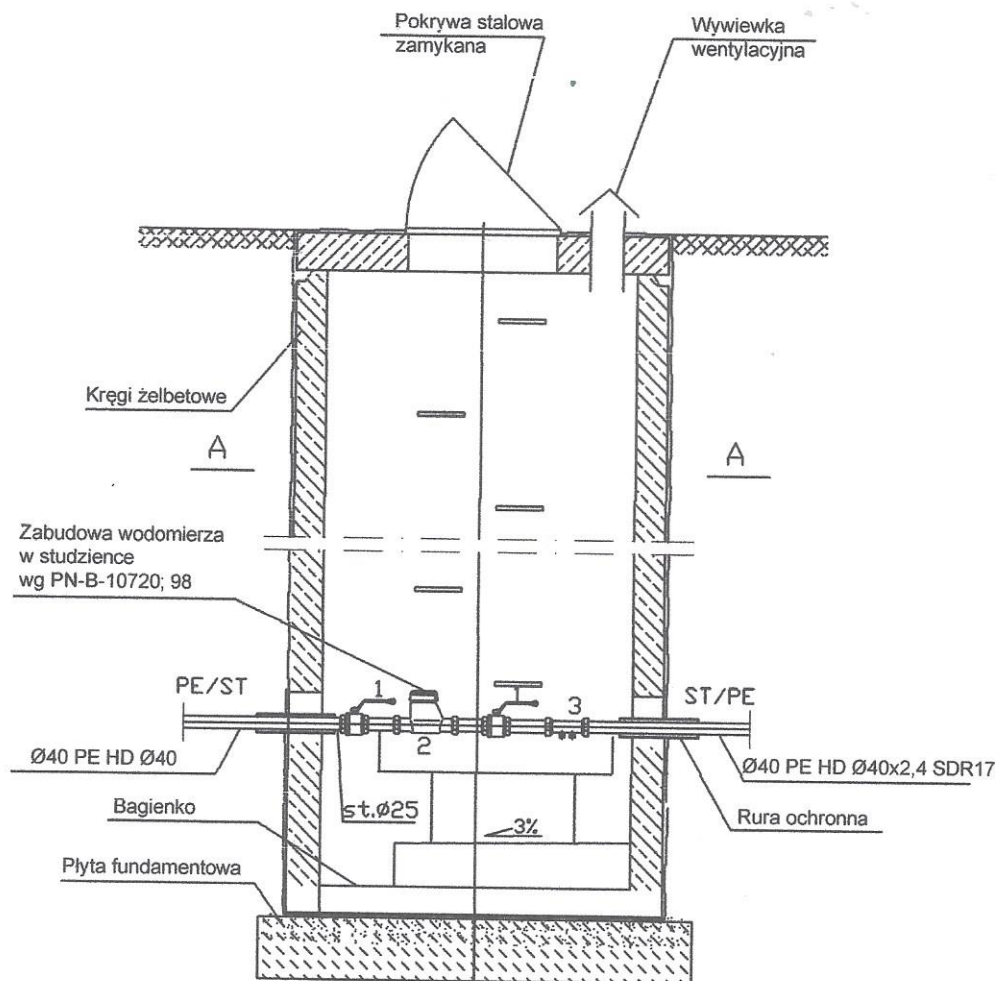 Pokrywa stalowa
zamykana
Wywiewka
wentylacyjna
Kręgi żelbetowe
A
A
Zabudowa wodomierza
w studzience
wg PN-B-10720; 98
PE/ST
1
3
ST/PE
2
**
Ø40 PE HD Ø40
Ø40 PE HD Ø40x2,4 SDR17
st.Ø25
Bagienko
3%
Rura ochronna
Płyta fundamentowa